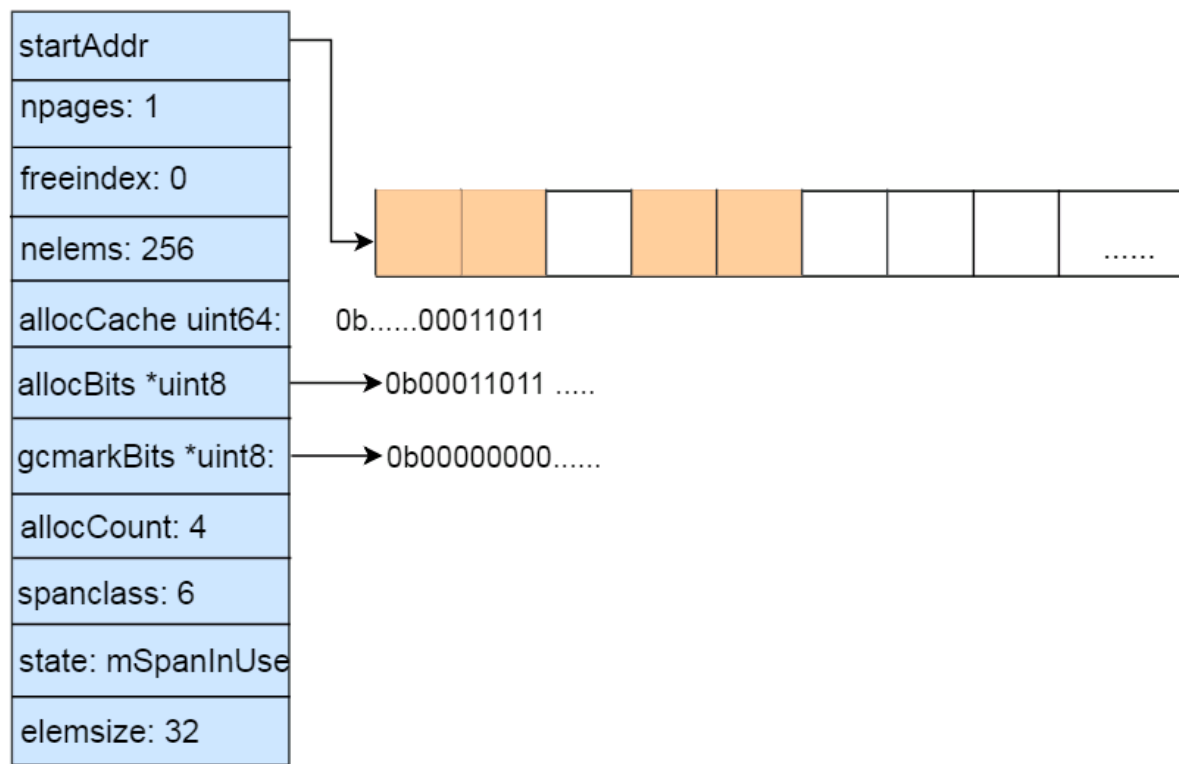 startAddr
npages: 1
freeindex: 0
nelems: 256
......
allocCache uint64:
0b......00011011
allocBits *uint8
0b00011011 .....
gcmarkBits *uint8:
0b00000000......
allocCount: 4
spanclass: 6
state: mSpanInUse
elemsize: 32